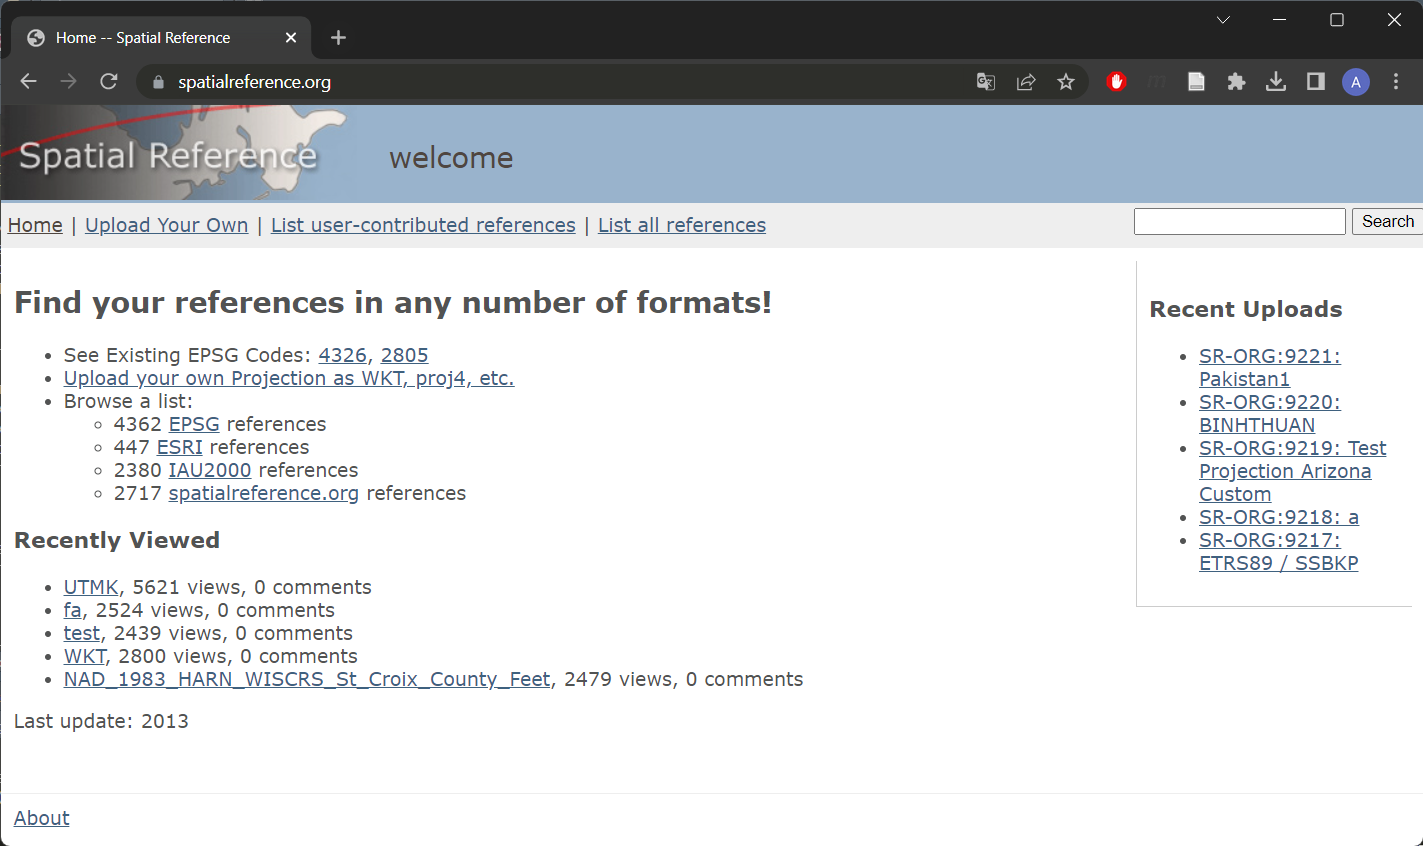 Home -- Spatial Reference
spatialreference.org
A
Spatial Reference
welcome
Home | Upload Your Own | List user-contributed references | List all references
Search
Find your references in any number of formats!
See Existing EPSG Codes: 4326, 2805
Upload your own Projection as WKT, proj4, etc.
Browse a list:
4362 EPSG references
447 ESRI references
2380 IAU2000 references
2717 spatialreference.org references
Recently Viewed
UTMK, 5621 views, 0 comments
fa, 2524 views, 0 comments
test, 2439 views, 0 comments
WKT, 2800 views, 0 comments
NAD_1983_HARN_WISCRS_St_Croix_County_Feet, 2479 views, 0 comments
Last update: 2013
Recent Uploads
SR-ORG:9221:
Pakistan1
SR-ORG:9220:
BINHTHUAN
SR-ORG:9219: Test
Projection Arizona
Custom
SR-ORG:9218: a
SR-ORG:9217:
ETRS89 / SSBKP
About